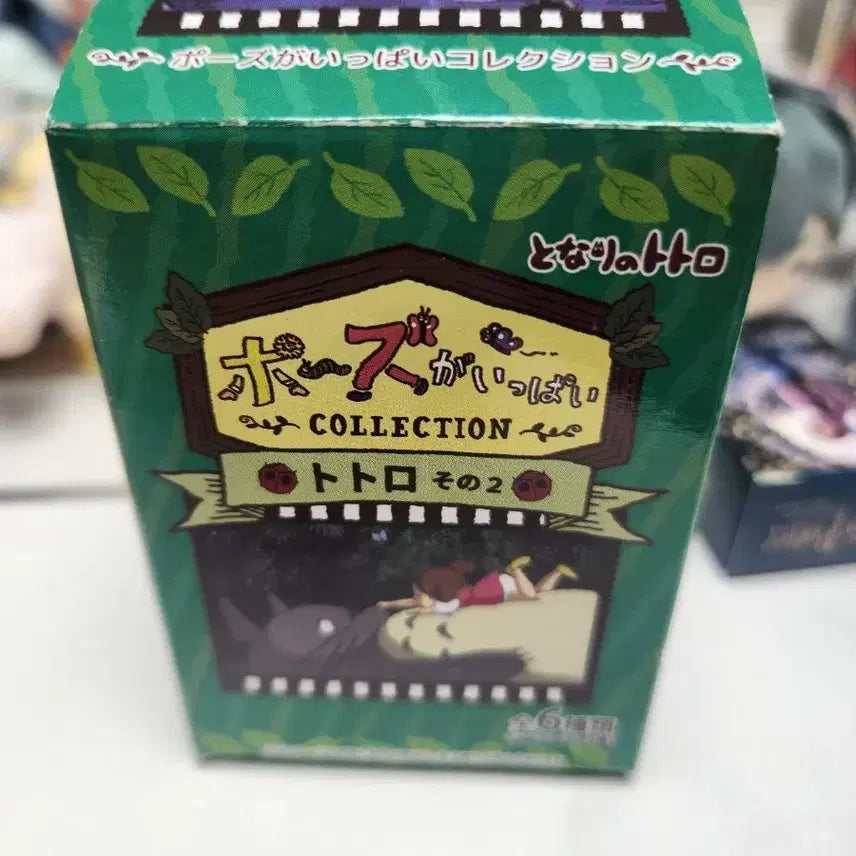 ポーズがいっぱいコレクション
となりのトトロ
ポーズがいっぱい
COLLECTION
トトロ その2
全6種類